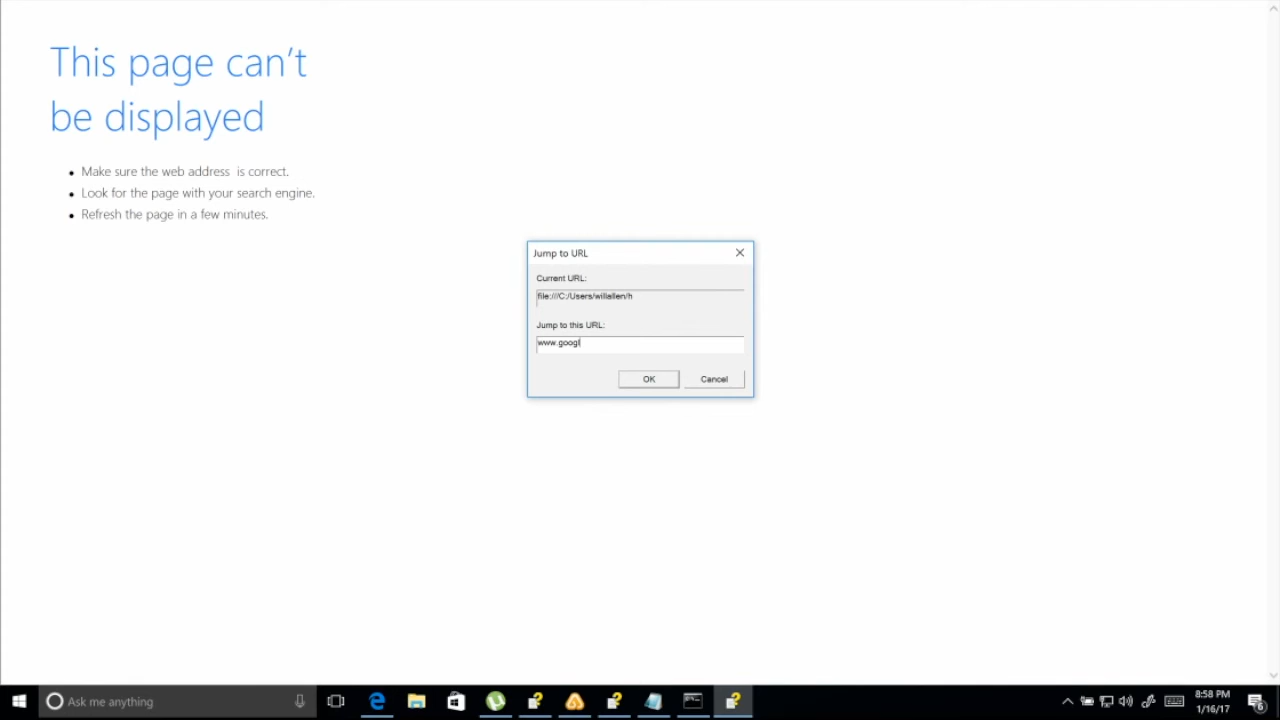 This page can't
be displayed
Make sure the web address is correct.
Look for the page with your search engine.
Refresh the page in a few minutes.
Jump to URL
Current URL:
file:///C:/Users/willallen/h
Jump to this URL:
www.googl
OK Cancel
Ask me anything
8:58 PM
1/16/17
6